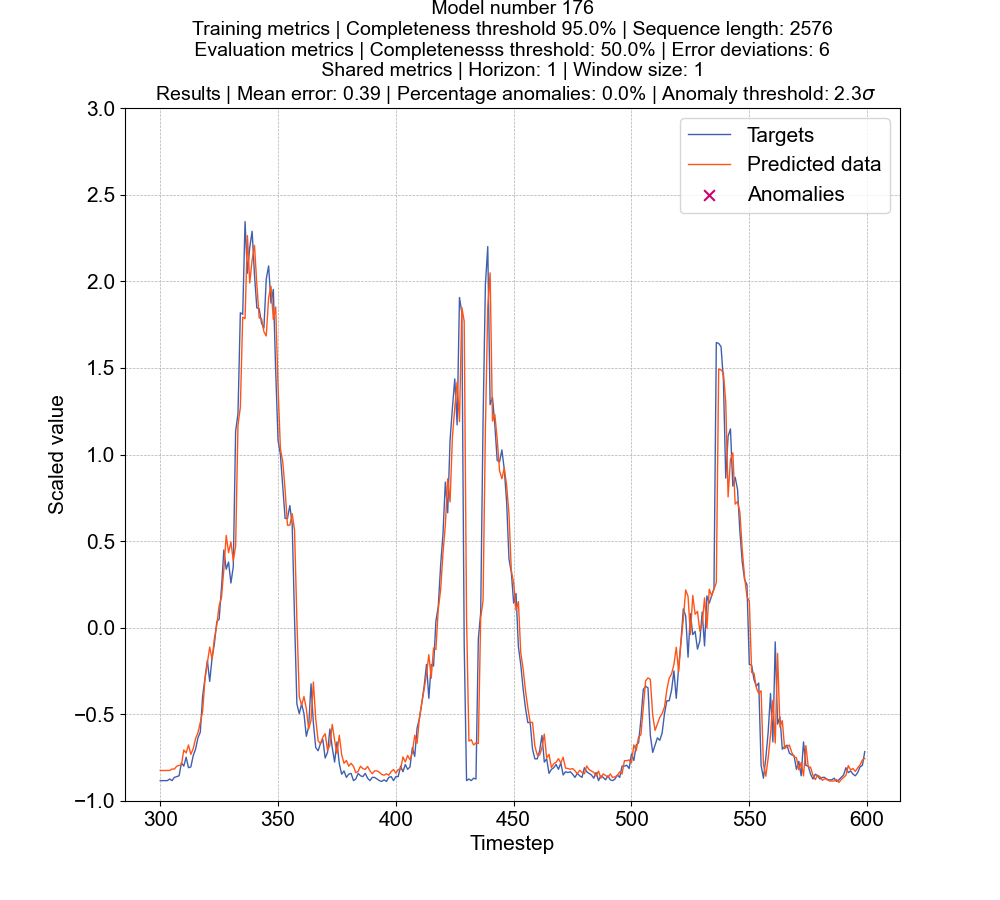 Model number 176
Training metrics | Completeness threshold 95.0% | Sequence length: 2576
Evaluation metrics | Completenesss threshold: 50.0% | Error deviations: 6
Shared metrics | Horizon: 1 | Window size: 1
Results | Mean error: 0.39 | Percentage anomalies: 0.0% | Anomaly threshold: 2.3σ
3.0
2.5
2.0
1.5
1.0
0.5
0.0
−0.5
−1.0
Scaled value
Targets
Predicted data
Anomalies
300 350 400 450 500 550 600
Timestep